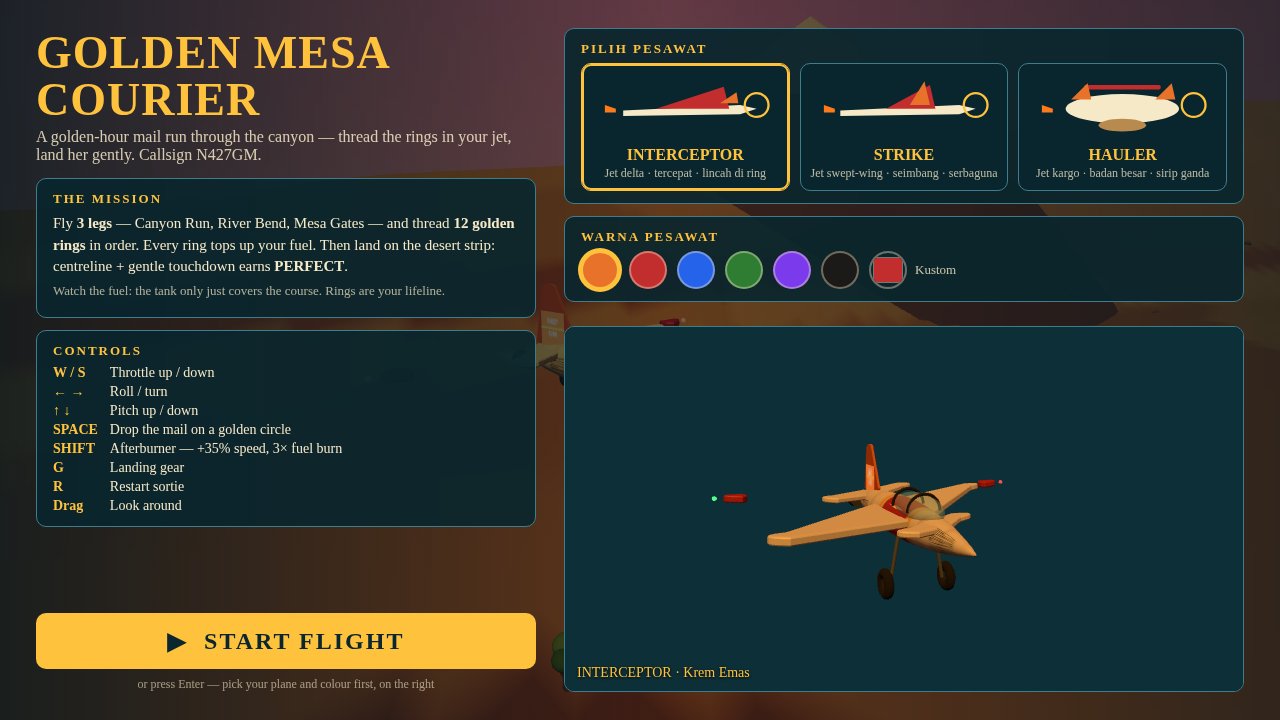 GOLDEN MESA
COURIER
A golden-hour mail run through the canyon — thread the rings in your jet,
land her gently. Callsign N427GM.
THE MISSION
Fly 3 legs — Canyon Run, River Bend, Mesa Gates — and thread 12 golden
rings in order. Every ring tops up your fuel. Then land on the desert strip:
centreline + gentle touchdown earns PERFECT.
Watch the fuel: the tank only just covers the course. Rings are your lifeline.
CONTROLS
W / S Throttle up / down
← → Roll / turn
↑ ↓ Pitch up / down
SPACE Drop the mail on a golden circle
SHIFT Afterburner — +35% speed, 3× fuel burn
G Landing gear
R Restart sortie
Drag Look around
▶ START FLIGHT
or press Enter — pick your plane and colour first, on the right
PILIH PESAWAT
INTERCEPTOR
Jet delta · tercepat · lincah di ring
STRIKE
Jet swept-wing · seimbang · serbaguna
HAULER
Jet kargo · badan besar · sirip ganda
WARNA PESAWAT
Kustom
INTERCEPTOR · Krem Emas